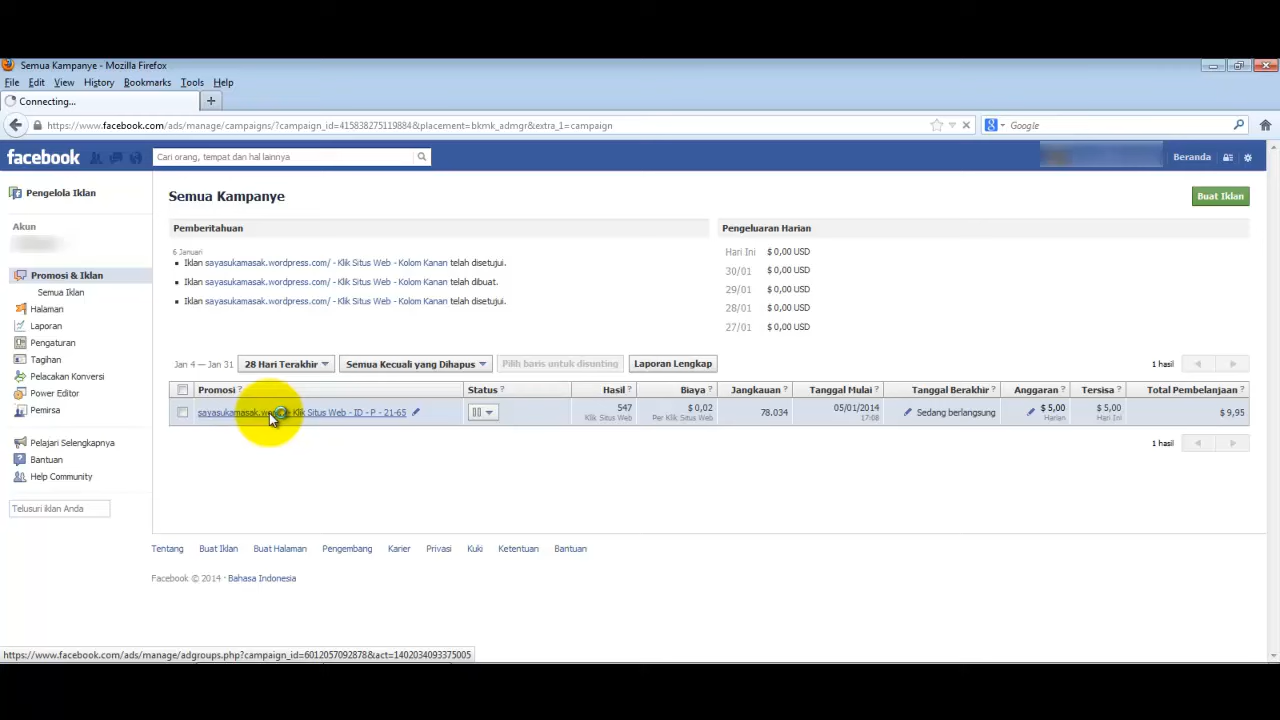 Semua Kampanye - Mozilla Firefox
File Edit View History Bookmarks Tools Help
Connecting...
https://www.facebook.com/ads/manage/campaigns/?campaign_id=415838275119884&placement=bkmk_admgr&extra_1=campaign
Google
facebook
Cari orang, tempat dan hal lainnya
Beranda
Pengelola Iklan
Akun
Promosi & Iklan
Semua Iklan
Halaman
Laporan
Pengaturan
Tagihan
Pelacakan Konversi
Power Editor
Pemirsa
Pelajari Selengkapnya
Bantuan
Help Community
Telusuri iklan Anda
Semua Kampanye
Buat Iklan
Pemberitahuan
6 Januari
Iklan sayasukamasak.wordpress.com/ - Klik Situs Web - Kolom Kanan telah disetujui.
Iklan sayasukamasak.wordpress.com/ - Klik Situs Web - Kolom Kanan telah dibuat.
Iklan sayasukamasak.wordpress.com/ - Klik Situs Web - Kolom Kanan telah disetujui.
Pengeluaran Harian
Hari Ini $ 0,00 USD
30/01 $ 0,00 USD
29/01 $ 0,00 USD
28/01 $ 0,00 USD
27/01 $ 0,00 USD
Jan 4 — Jan 31 28 Hari Terakhir Semua Kecuali yang Dihapus Pilih baris untuk disunting Laporan Lengkap 1 hasil
Promosi ? Status ? Hasil ? Biaya ? Jangkauan ? Tanggal Mulai ? Tanggal Berakhir ? Anggaran ? Tersisa ? Total Pembelanjaan ?
Klik Situs Web - ID - P - 21-65 547 $ 0,02 78.034 05/01/2014 Sedang berlangsung $ 5,00 $ 5,00 $ 9,95
Klik Situs Web Per Klik Situs Web 17:08 Harian Hari Ini
1 hasil
Tentang Buat Iklan Buat Halaman Pengembang Karier Privasi Kuki Ketentuan Bantuan
Facebook © 2014 · Bahasa Indonesia
https://www.facebook.com/ads/manage/adgroups.php?campaign_id=6012057092878&act=1402034093375005